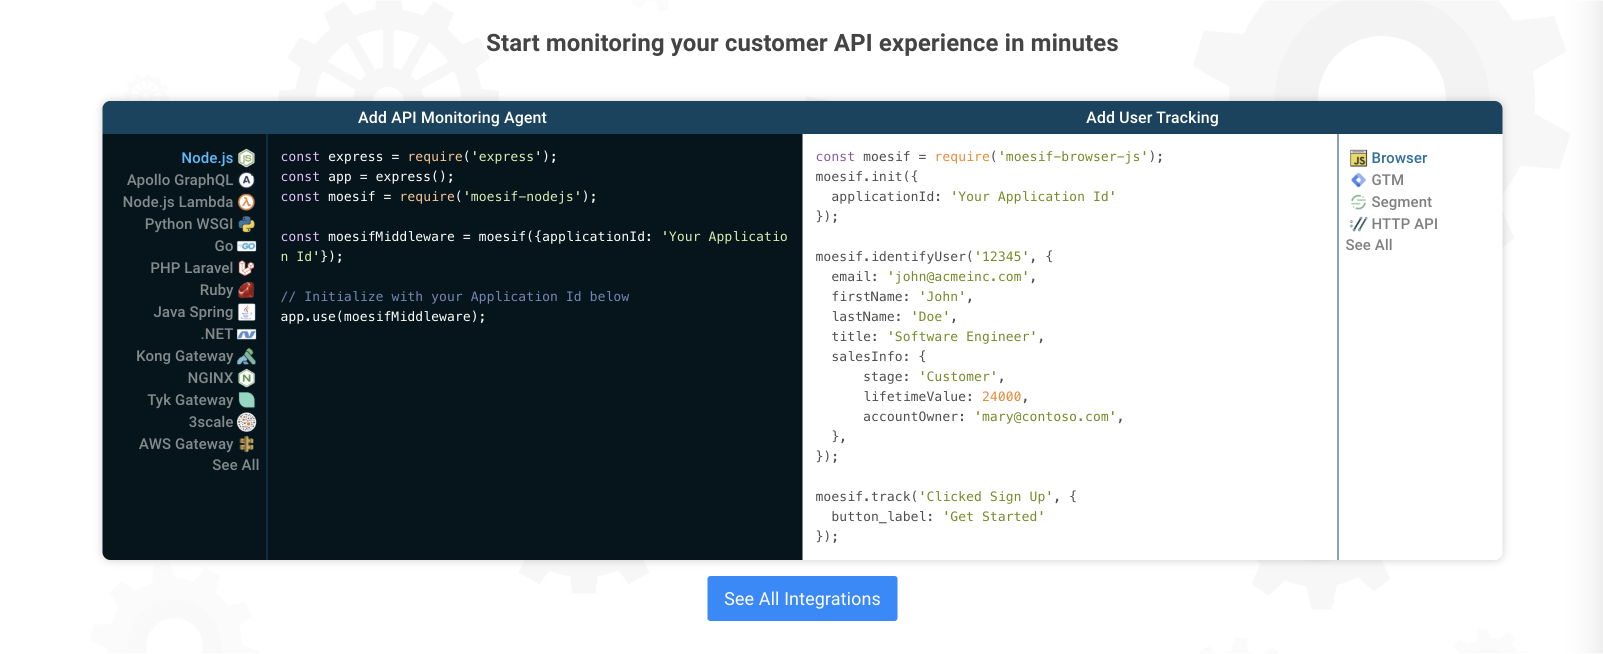 Start monitoring your customer API experience in minutes
Add API Monitoring Agent
Node.js
Apollo GraphQL
Node.js Lambda
Python WSGI
Go
PHP Laravel
Ruby
Java Spring
.NET
Kong Gateway
NGINX
Tyk Gateway
3scale
AWS Gateway
See All
const express = require('express');
const app = express();
const moesif = require('moesif-nodejs');
const moesifMiddleware = moesif({applicationId: 'Your Applicatio
n Id'});
// Initialize with your Application Id below
app.use(moesifMiddleware);
Add User Tracking
const moesif = require('moesif-browser-js');
moesif.init({
  applicationId: 'Your Application Id'
});
moesif.identifyUser('12345', {
  email: 'john@acmeinc.com',
  firstName: 'John',
  lastName: 'Doe',
  title: 'Software Engineer',
  salesInfo: {
      stage: 'Customer',
      lifetimeValue: 24000,
      accountOwner: 'mary@contoso.com',
  },
});
moesif.track('Clicked Sign Up', {
  button_label: 'Get Started'
});
JS Browser
GTM
Segment
HTTP API
See All
See All Integrations